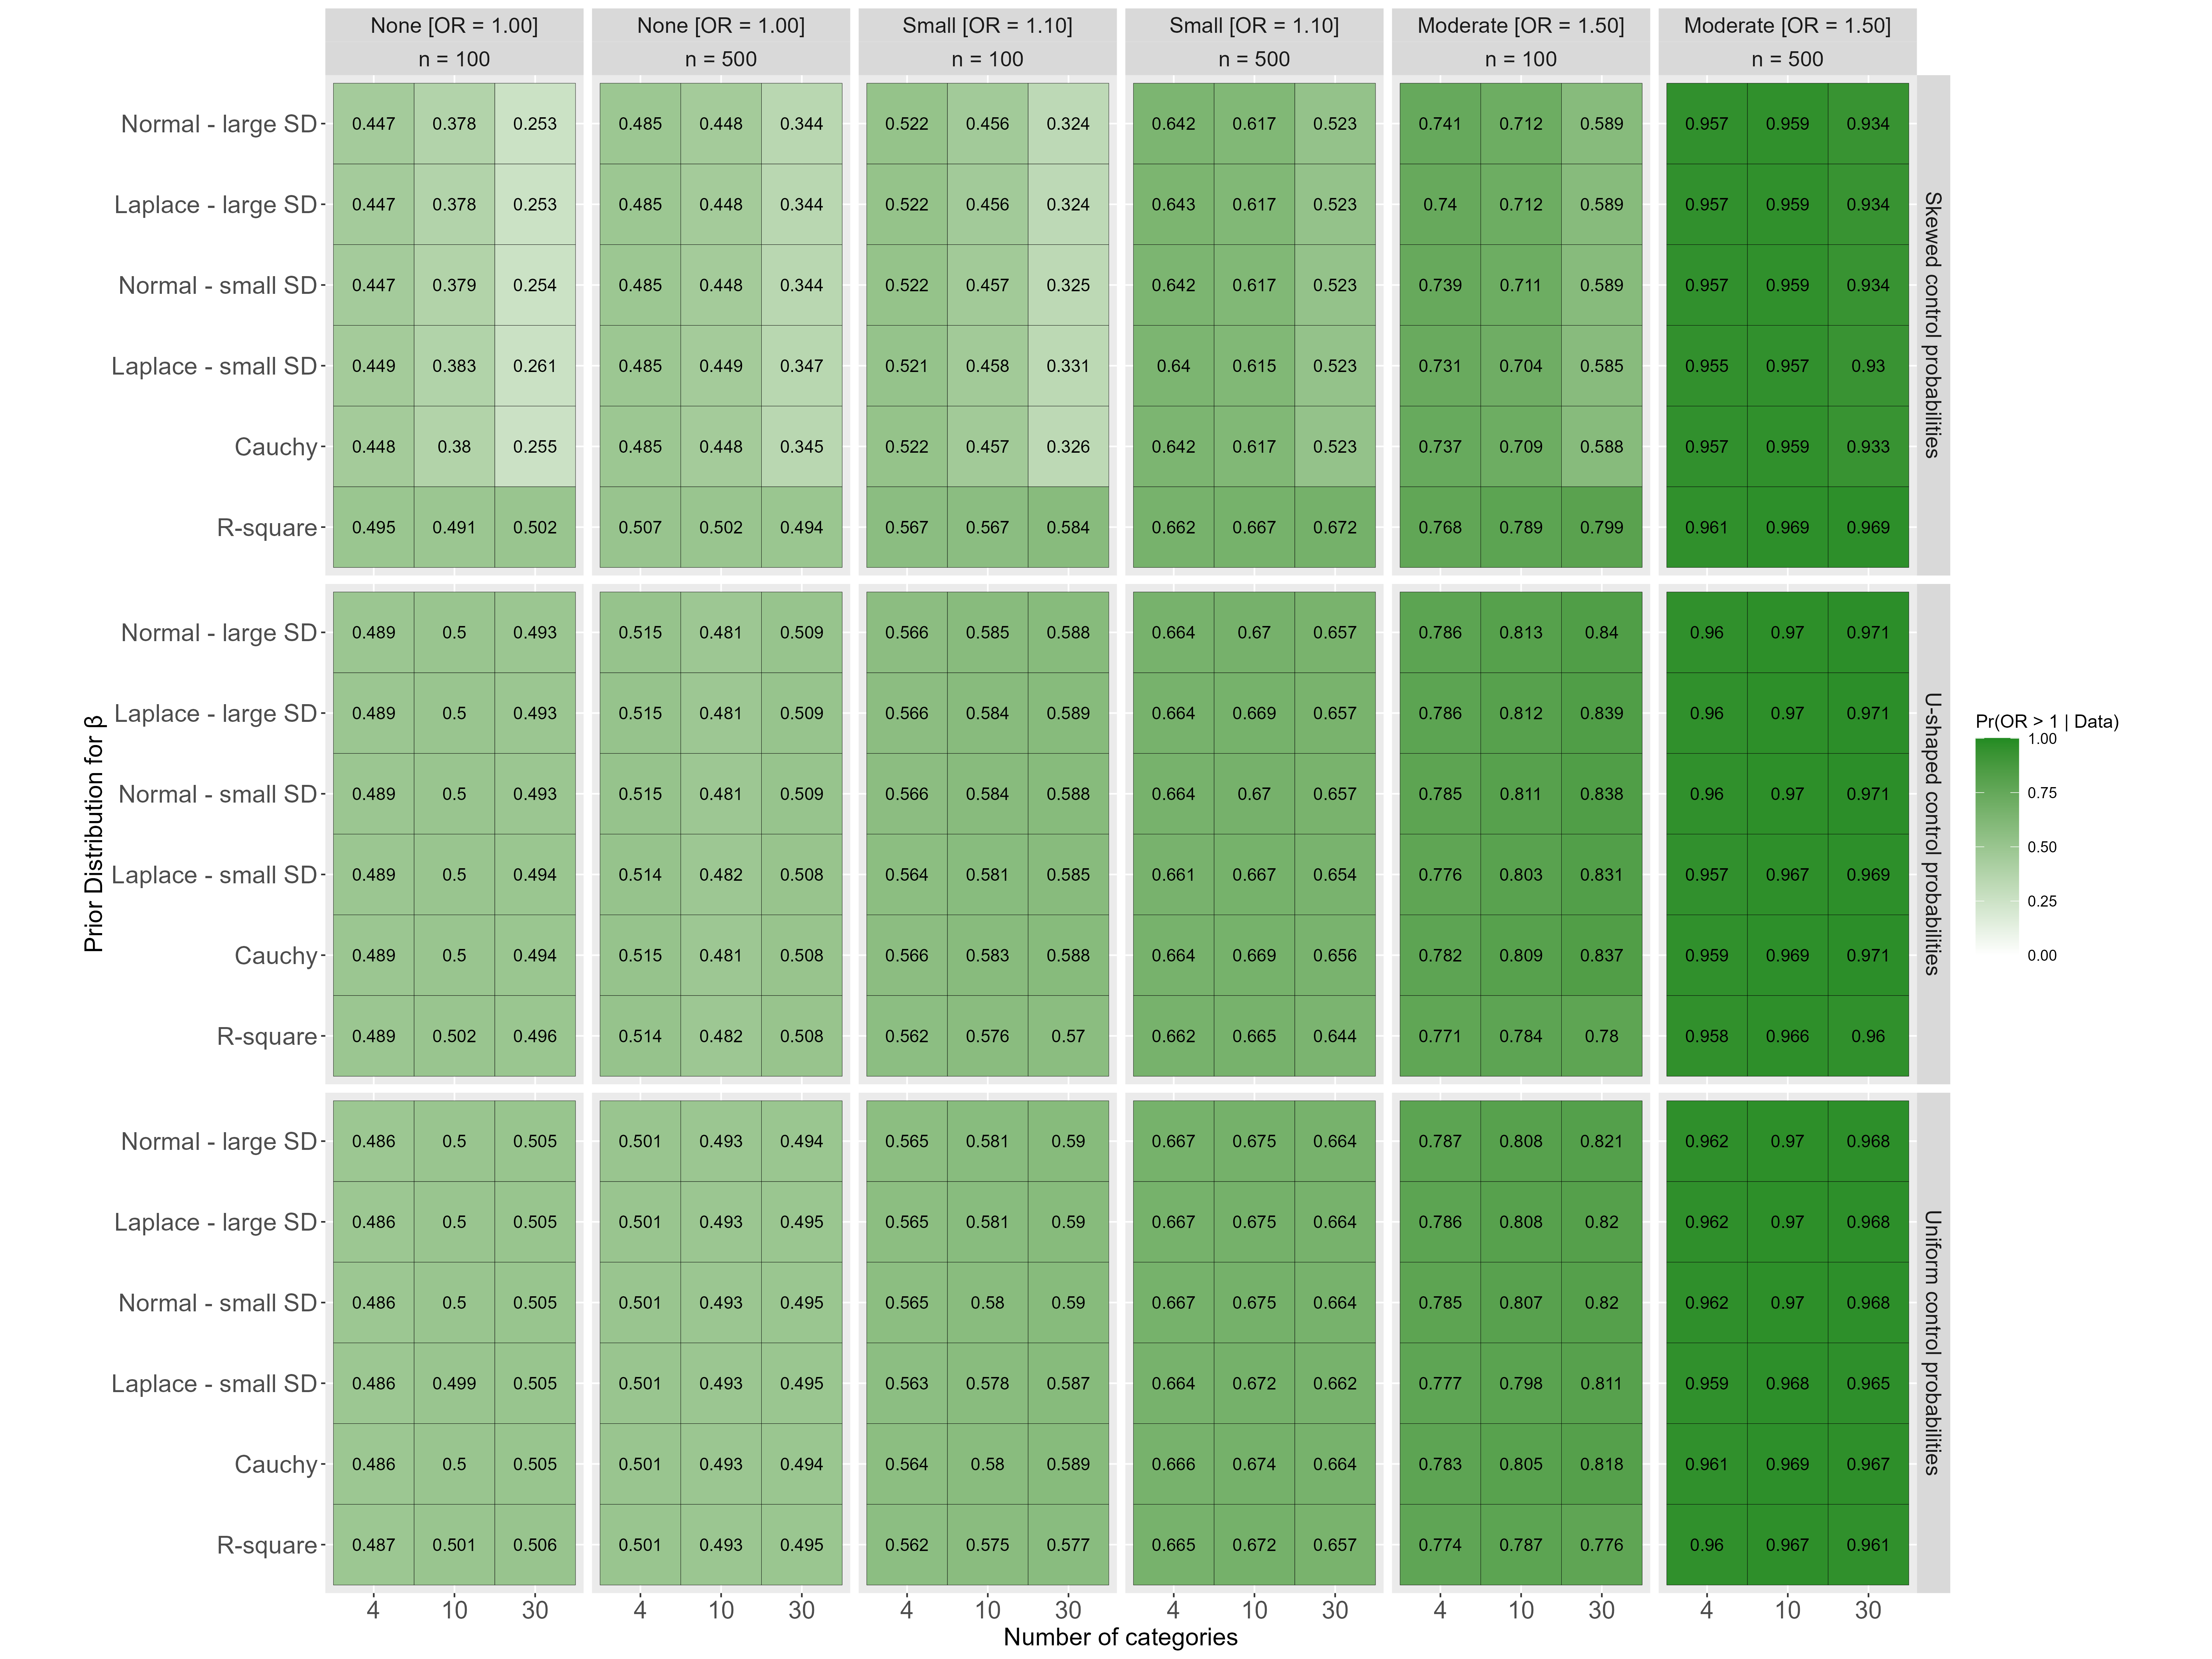 None [OR = 1.00] None [OR = 1.00] Small [OR = 1.10] Small [OR = 1.10] Moderate [OR = 1.50] Moderate [OR = 1.50]
n = 100 n = 500 n = 100 n = 500 n = 100 n = 500
Normal - large SD 0.447 0.378 0.253 0.485 0.448 0.344 0.522 0.456 0.324 0.642 0.617 0.523 0.741 0.712 0.589 0.957 0.959 0.934
Laplace - large SD 0.447 0.378 0.253 0.485 0.448 0.344 0.522 0.456 0.324 0.643 0.617 0.523 0.74 0.712 0.589 0.957 0.959 0.934
Normal - small SD 0.447 0.379 0.254 0.485 0.448 0.344 0.522 0.457 0.325 0.642 0.617 0.523 0.739 0.711 0.589 0.957 0.959 0.934
Laplace - small SD 0.449 0.383 0.261 0.485 0.449 0.347 0.521 0.458 0.331 0.64 0.615 0.523 0.731 0.704 0.585 0.955 0.957 0.93
Cauchy 0.448 0.38 0.255 0.485 0.448 0.345 0.522 0.457 0.326 0.642 0.617 0.523 0.737 0.709 0.588 0.957 0.959 0.933
R-square 0.495 0.491 0.502 0.507 0.502 0.494 0.567 0.567 0.584 0.662 0.667 0.672 0.768 0.789 0.799 0.961 0.969 0.969
Skewed control probabilities
Normal - large SD 0.489 0.5 0.493 0.515 0.481 0.509 0.566 0.585 0.588 0.664 0.67 0.657 0.786 0.813 0.84 0.96 0.97 0.971
Laplace - large SD 0.489 0.5 0.493 0.515 0.481 0.509 0.566 0.584 0.589 0.664 0.669 0.657 0.786 0.812 0.839 0.96 0.97 0.971
Normal - small SD 0.489 0.5 0.493 0.515 0.481 0.509 0.566 0.584 0.588 0.664 0.67 0.657 0.785 0.811 0.838 0.96 0.97 0.971
Laplace - small SD 0.489 0.5 0.494 0.514 0.482 0.508 0.564 0.581 0.585 0.661 0.667 0.654 0.776 0.803 0.831 0.957 0.967 0.969
Cauchy 0.489 0.5 0.494 0.515 0.481 0.508 0.566 0.583 0.588 0.664 0.669 0.656 0.782 0.809 0.837 0.959 0.969 0.971
R-square 0.489 0.502 0.496 0.514 0.482 0.508 0.562 0.576 0.57 0.662 0.665 0.644 0.771 0.784 0.78 0.958 0.966 0.96
U-shaped control probabilities
Normal - large SD 0.486 0.5 0.505 0.501 0.493 0.494 0.565 0.581 0.59 0.667 0.675 0.664 0.787 0.808 0.821 0.962 0.97 0.968
Laplace - large SD 0.486 0.5 0.505 0.501 0.493 0.495 0.565 0.581 0.59 0.667 0.675 0.664 0.786 0.808 0.82 0.962 0.97 0.968
Normal - small SD 0.486 0.5 0.505 0.501 0.493 0.495 0.565 0.58 0.59 0.667 0.675 0.664 0.785 0.807 0.82 0.962 0.97 0.968
Laplace - small SD 0.486 0.499 0.505 0.501 0.493 0.495 0.563 0.578 0.587 0.664 0.672 0.662 0.777 0.798 0.811 0.959 0.968 0.965
Cauchy 0.486 0.5 0.505 0.501 0.493 0.494 0.564 0.58 0.589 0.666 0.674 0.664 0.783 0.805 0.818 0.961 0.969 0.967
R-square 0.487 0.501 0.506 0.501 0.493 0.495 0.562 0.575 0.577 0.665 0.672 0.657 0.774 0.787 0.776 0.96 0.967 0.961
Uniform control probabilities
4 10 30 4 10 30 4 10 30 4 10 30 4 10 30 4 10 30
Number of categories
Prior Distribution for β
Pr(OR > 1 | Data)
1.00
0.75
0.50
0.25
0.00